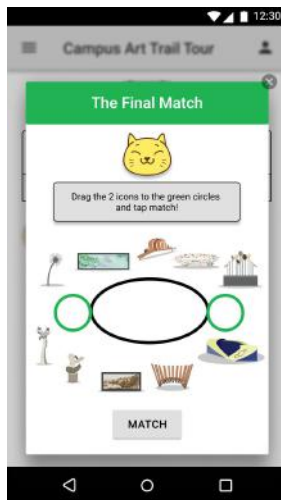 12:30
Campus Art Trail Tour
The Final Match
Drag the 2 icons to the green circles
and tap match!
MATCH